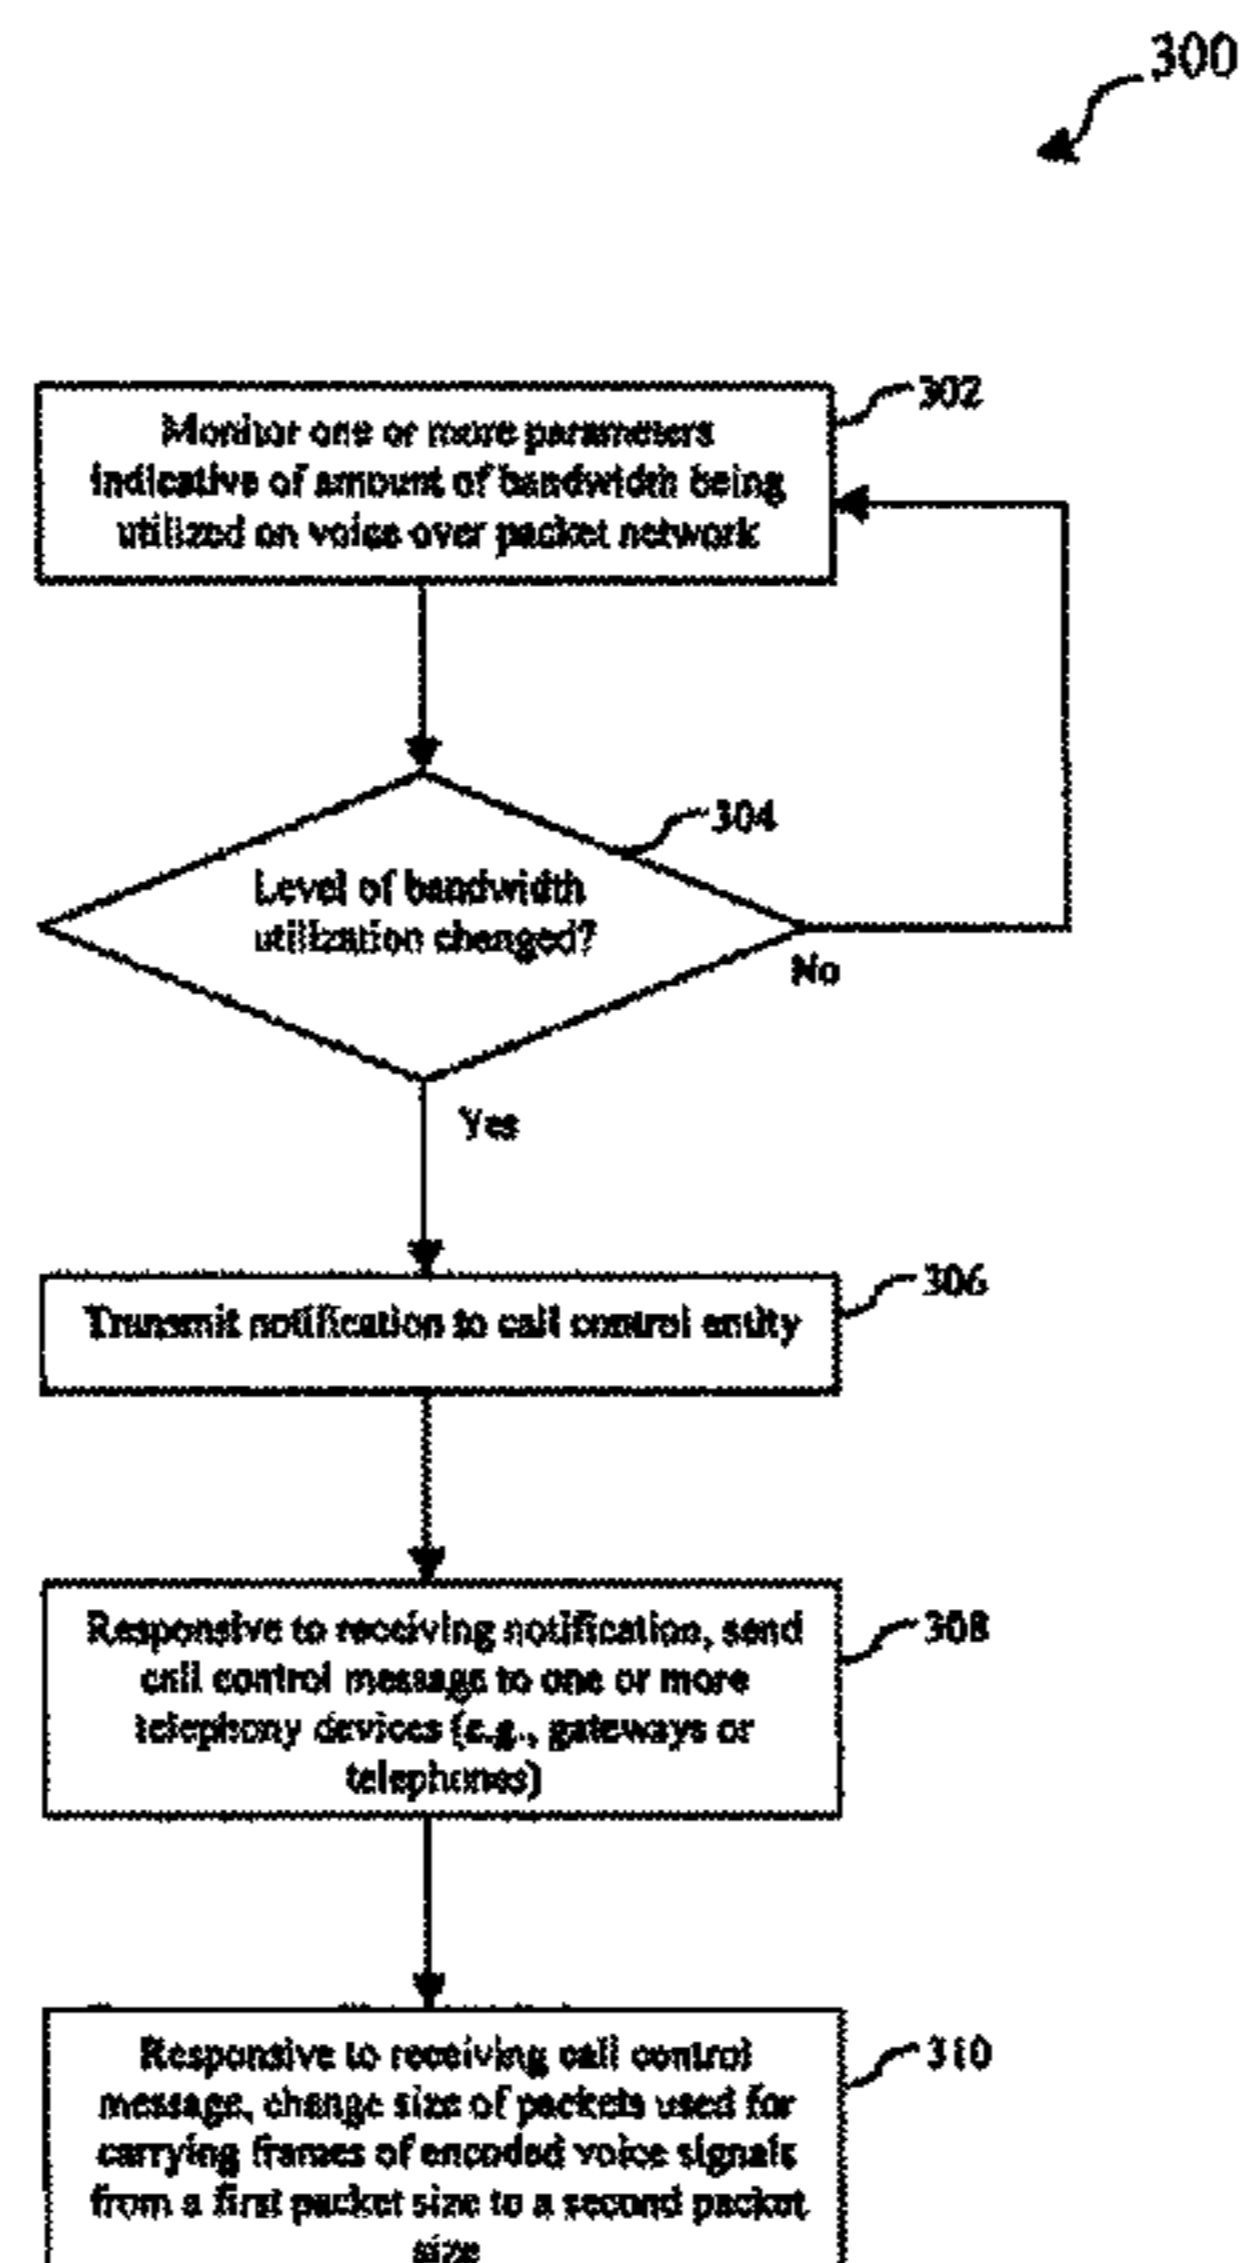 300
302
Monitor one or more parameters
indicative of amount of bandwidth being
utilized on voice over packet network
304
Level of bandwidth
utilization changed?
No
Yes
306
Transmit notification to call control entity
308
Responsive to receiving notification, send
call control message to one or more
telephony devices (e.g., gateways or
telephones)
310
Responsive to receiving call control
message, change size of packets used for
carrying frames of encoded voice signals
from a first packet size to a second packet
size